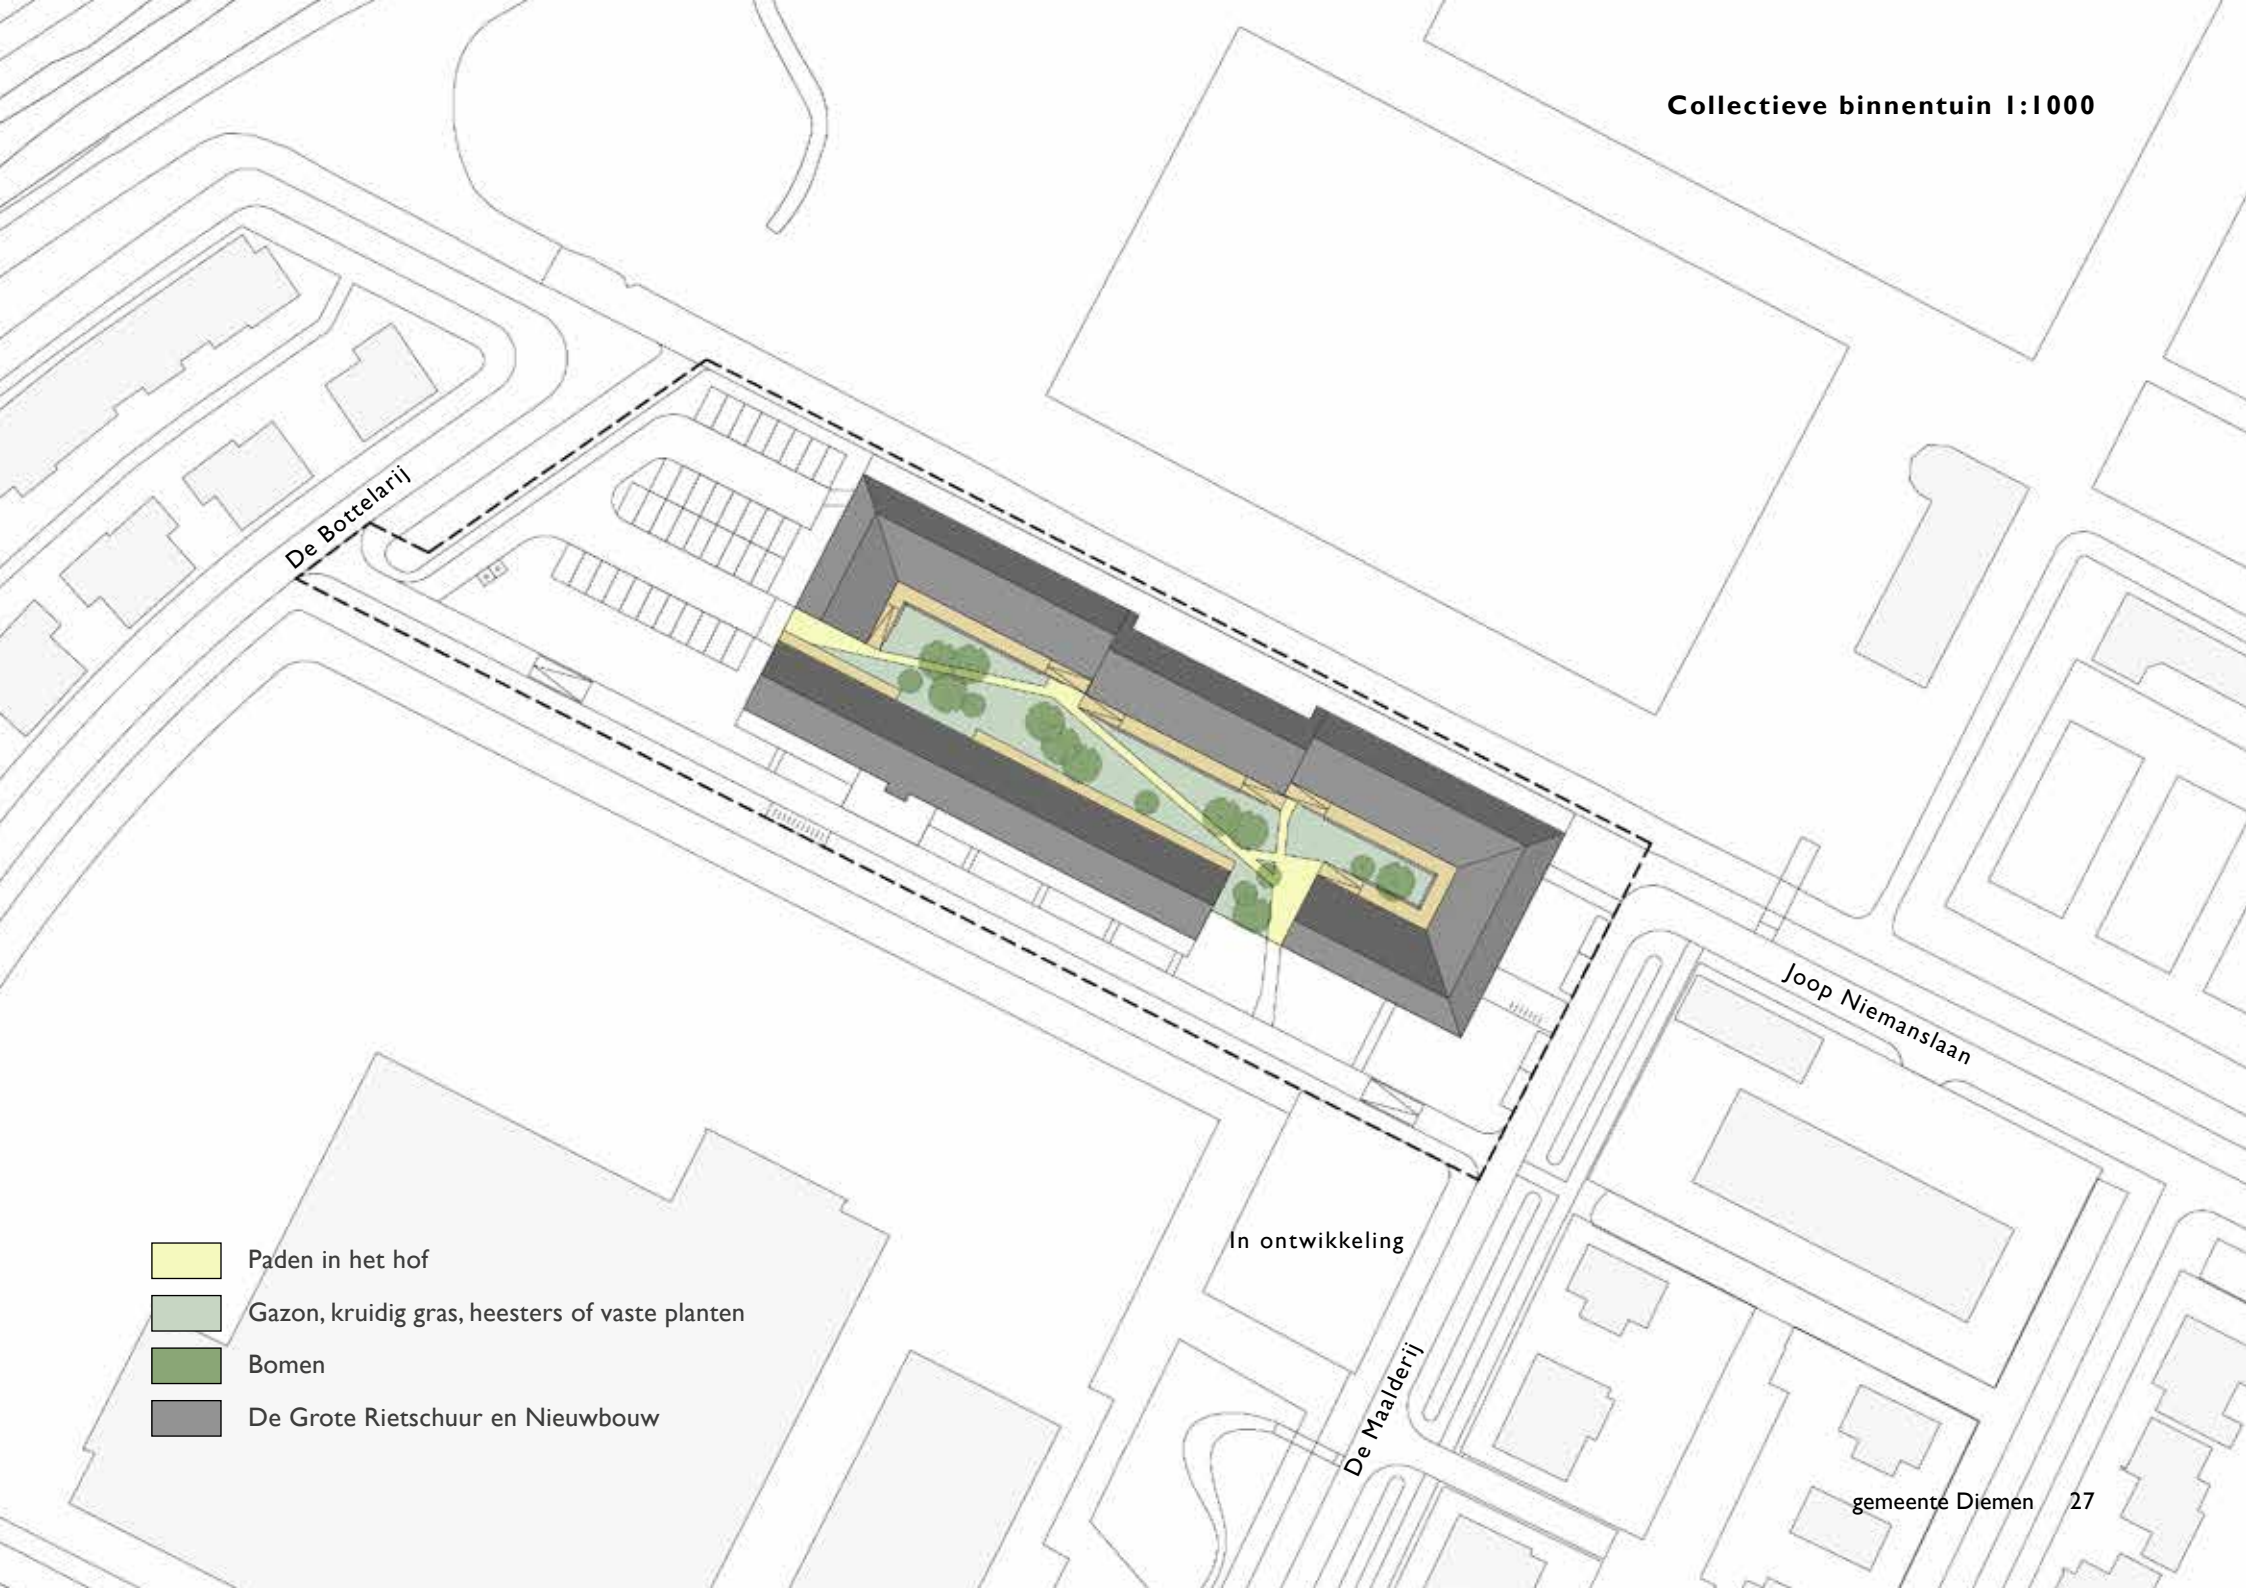 Collectieve binnentuin 1:1000
De Bottelarij
Joop Niemanslaan
In ontwikkeling
De Maalderij
Paden in het hof
Gazon, kruidig gras, heesters of vaste planten
Bomen
De Grote Rietschuur en Nieuwbouw
gemeente Diemen 27